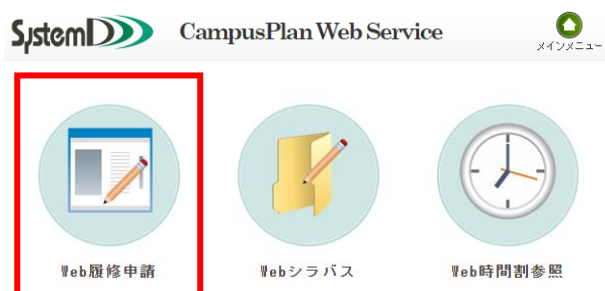 SystemD CampusPlan Web Service
メインメニュー
Web履修申請 Webシラバス Web時間割参照